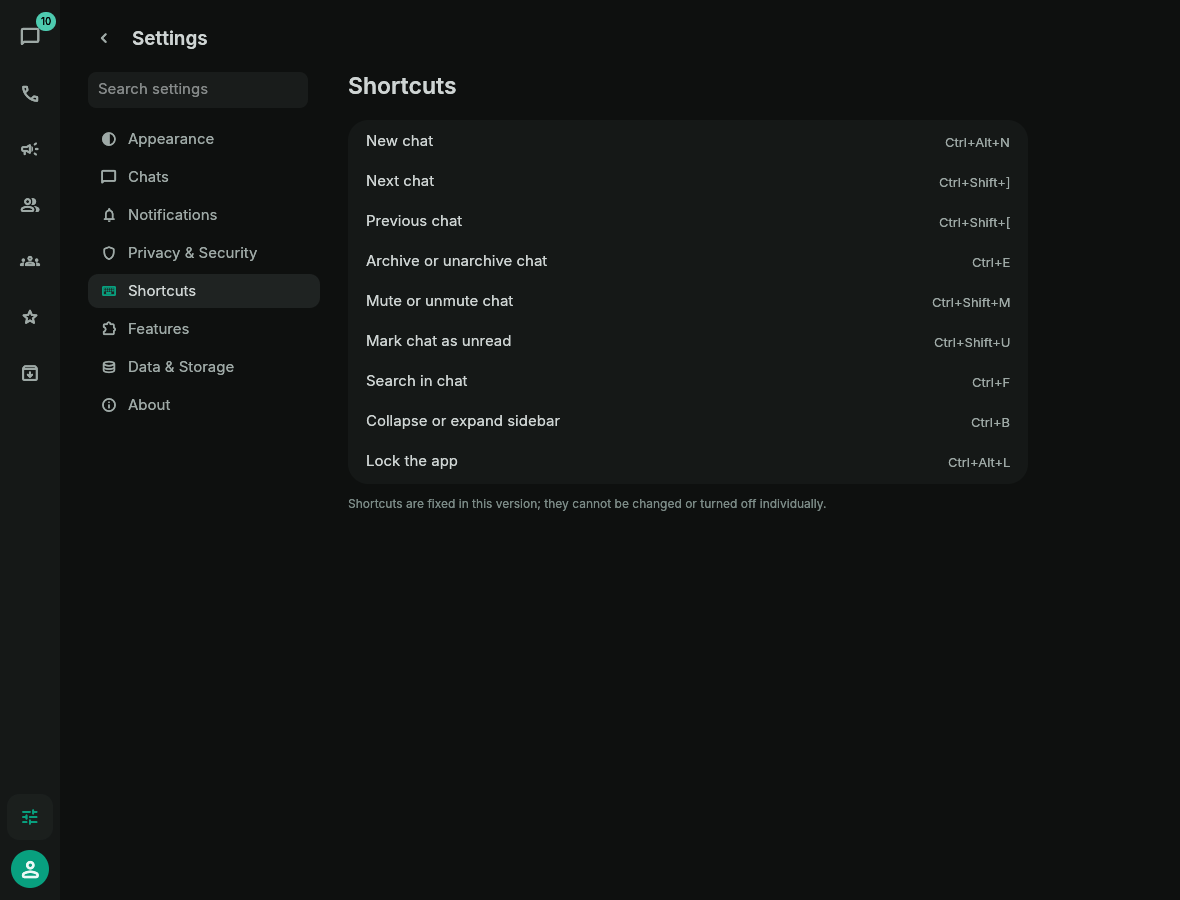 10
Settings
Search settings
Appearance
Chats
Notifications
Privacy & Security
Shortcuts
Features
Data & Storage
About
Shortcuts
New chat Ctrl+Alt+N
Next chat Ctrl+Shift+]
Previous chat Ctrl+Shift+[
Archive or unarchive chat Ctrl+E
Mute or unmute chat Ctrl+Shift+M
Mark chat as unread Ctrl+Shift+U
Search in chat Ctrl+F
Collapse or expand sidebar Ctrl+B
Lock the app Ctrl+Alt+L
Shortcuts are fixed in this version; they cannot be changed or turned off individually.